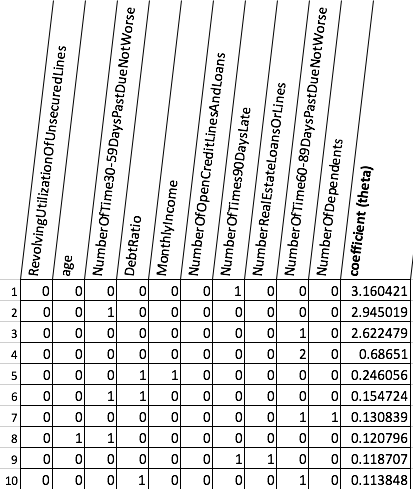 RevolvingUtilizationOfUnsecuredLines
age
NumberOfTime30-59DaysPastDueNotWorse
DebtRatio
MonthlyIncome
NumberOfOpenCreditLinesAndLoans
NumberOfTimes90DaysLate
NumberRealEstateLoansOrLines
NumberOfTime60-89DaysPastDueNotWorse
NumberOfDependents
coefficient (theta)
1 0 0 0 0 0 0 1 0 0 0 3.160421
2 0 0 1 0 0 0 0 0 0 0 2.945019
3 0 0 0 0 0 0 0 0 1 0 2.622479
4 0 0 0 0 0 0 0 0 2 0 0.68651
5 0 0 0 1 1 0 0 0 0 0 0.246056
6 0 0 1 1 0 0 0 0 0 0 0.154724
7 0 0 0 0 0 0 0 0 1 1 0.130839
8 0 1 1 0 0 0 0 0 0 0 0.120796
9 0 0 0 0 0 0 1 1 0 0 0.118707
10 0 0 0 1 0 0 0 0 1 0 0.113848